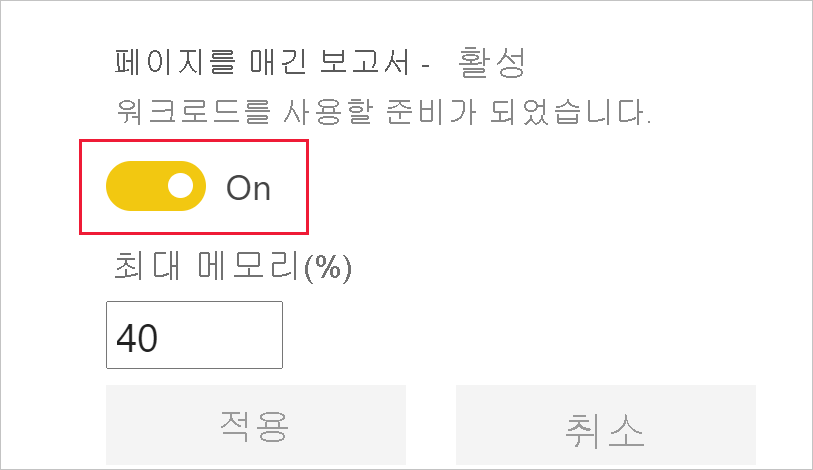 페이지를 매긴 보고서 - 활성
워크로드를 사용할 준비가 되었습니다.
On
최대 메모리(%)
40
적용 취소